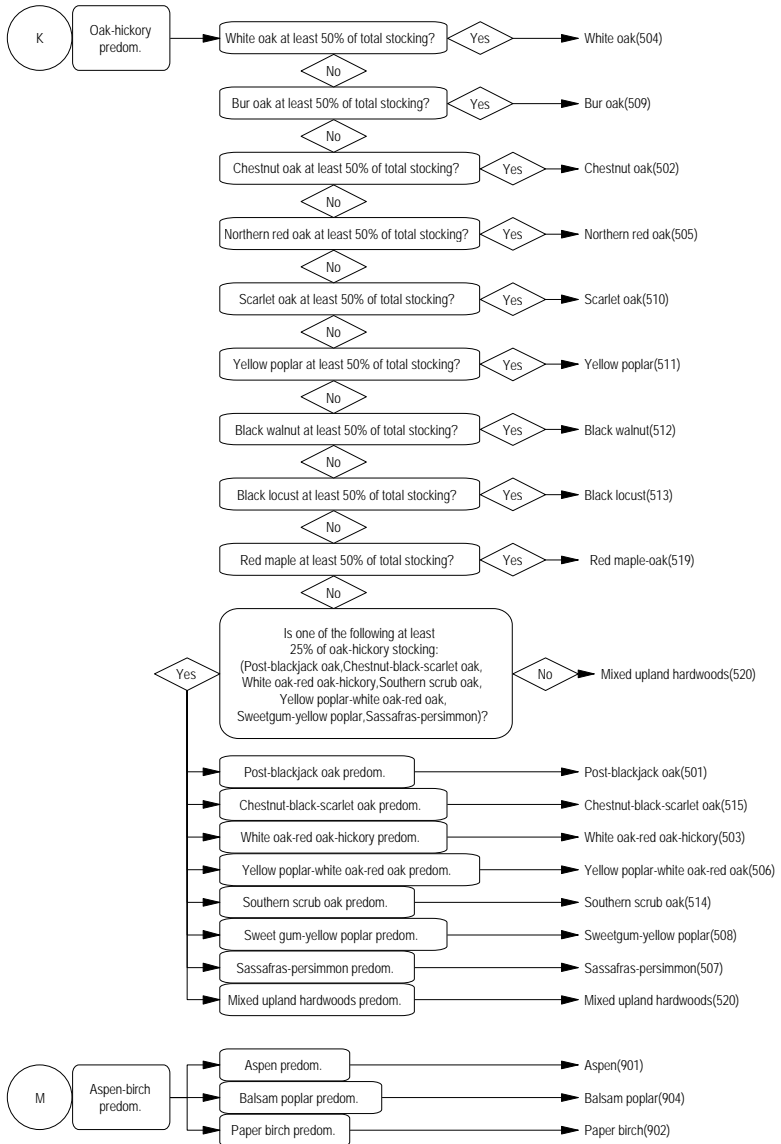 K
Oak-hickory
predom.
White oak at least 50% of total stocking?
Yes
White oak(504)
No
Bur oak at least 50% of total stocking?
Yes
Bur oak(509)
No
Chestnut oak at least 50% of total stocking?
Yes
Chestnut oak(502)
No
Northern red oak at least 50% of total stocking?
Yes
Northern red oak(505)
No
Scarlet oak at least 50% of total stocking?
Yes
Scarlet oak(510)
No
Yellow poplar at least 50% of total stocking?
Yes
Yellow poplar(511)
No
Black walnut at least 50% of total stocking?
Yes
Black walnut(512)
No
Black locust at least 50% of total stocking?
Yes
Black locust(513)
No
Red maple at least 50% of total stocking?
Yes
Red maple-oak(519)
No
Yes
Is one of the following at least
25% of oak-hickory stocking:
(Post-blackjack oak,Chestnut-black-scarlet oak,
White oak-red oak-hickory,Southern scrub oak,
Yellow poplar-white oak-red oak,
Sweetgum-yellow poplar,Sassafras-persimmon)?
No
Mixed upland hardwoods(520)
Post-blackjack oak predom.
Post-blackjack oak(501)
Chestnut-black-scarlet oak predom.
Chestnut-black-scarlet oak(515)
White oak-red oak-hickory predom.
White oak-red oak-hickory(503)
Yellow poplar-white oak-red oak predom.
Yellow poplar-white oak-red oak(506)
Southern scrub oak predom.
Southern scrub oak(514)
Sweet gum-yellow poplar predom.
Sweetgum-yellow poplar(508)
Sassafras-persimmon predom.
Sassafras-persimmon(507)
Mixed upland hardwoods predom.
Mixed upland hardwoods(520)
M
Aspen-birch
predom.
Aspen predom.
Aspen(901)
Balsam poplar predom.
Balsam poplar(904)
Paper birch predom.
Paper birch(902)